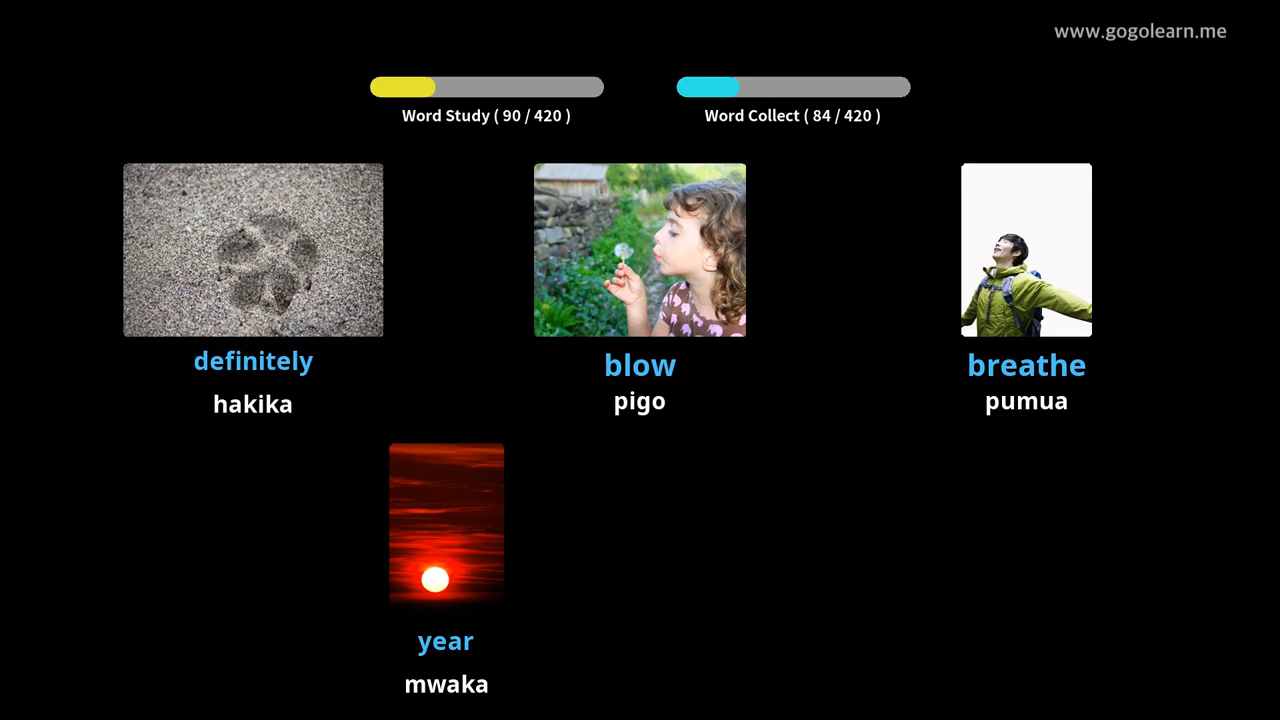 www.gogolearn.me
Word Study ( 90 / 420 )
Word Collect ( 84 / 420 )
definitely
hakika
blow
pigo
breathe
pumua
year
mwaka